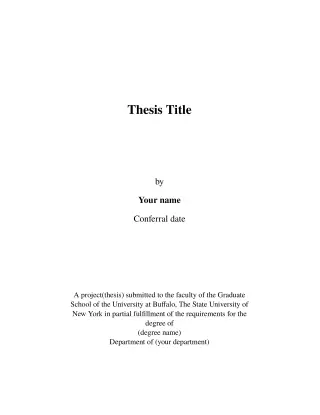 Thesis Title
by
Your name
Conferral date
A project(thesis) submitted to the faculty of the Graduate
School of the University at Buffalo, The State University of
New York in partial fulfillment of the requirements for the
degree of
(degree name)
Department of (your department)